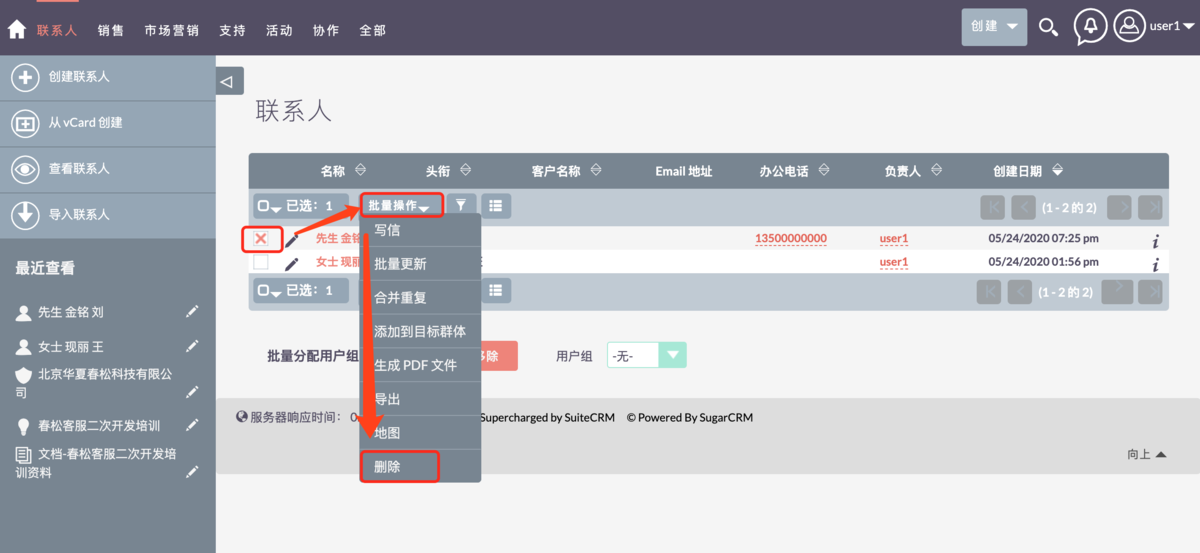 联系人 销售 市场营销 支持 活动 协作 全部 创建 user1
创建联系人
从 vCard 创建
查看联系人
导入联系人
最近查看
先生 金铭 刘
女士 现丽 王
北京华夏春松科技有限公
司
春松客服二次开发培训
文档-春松客服二次开发培
训资料
联系人
名称 头衔 客户名称 Email 地址 办公电话 负责人 创建日期
已选：1 批量操作 (1 - 2 的 2)
先生 金铭 13500000000 user1 05/24/2020 07:25 pm
女士 现丽 user1 05/24/2020 01:56 pm
已选：1 (1 - 2 的 2)
写信
批量更新
合并重复
添加到目标群体
生成 PDF 文件
导出
地图
删除
批量分配用户组 除 用户组 -无-
服务器响应时间： 0 Supercharged by SuiteCRM © Powered By SugarCRM
向上